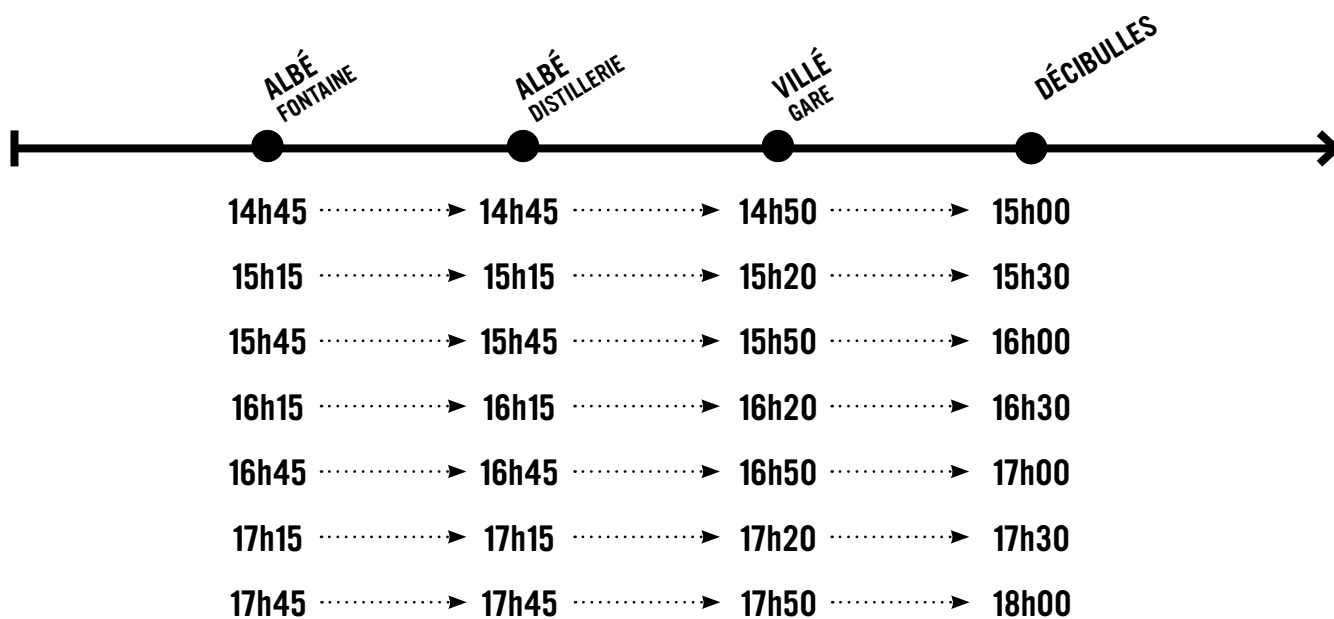 ALBÉ
FONTAINE
ALBÉ
DISTILLERIE
VILLÉ
GARE
DÉCIBULLES
14h45 14h45 14h50 15h00
15h15 15h15 15h20 15h30
15h45 15h45 15h50 16h00
16h15 16h15 16h20 16h30
16h45 16h45 16h50 17h00
17h15 17h15 17h20 17h30
17h45 17h45 17h50 18h00